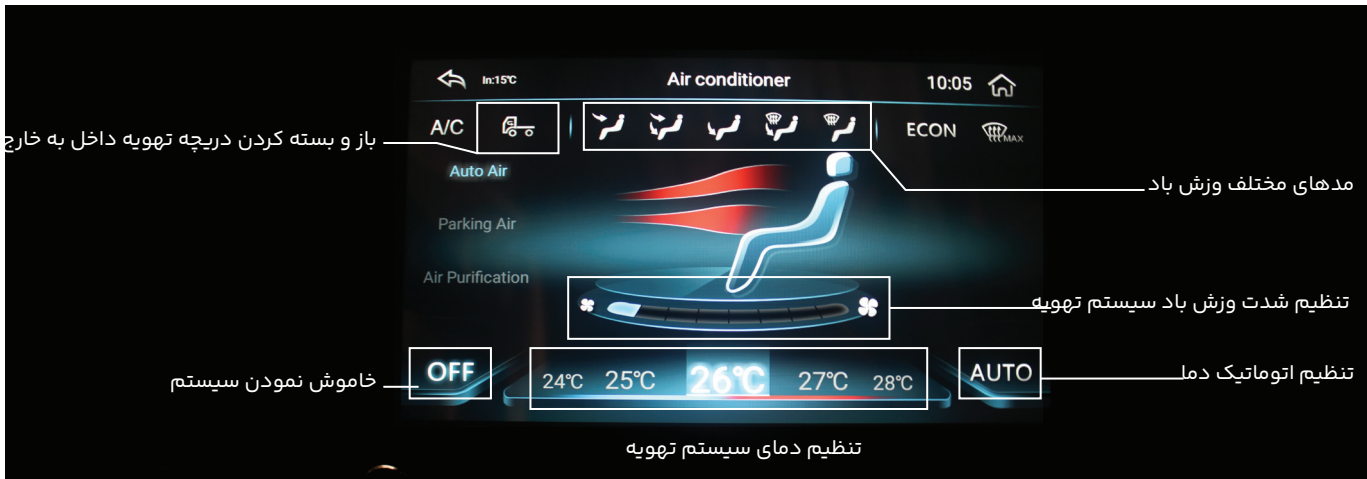 In:15℃ Air conditioner 10:05
A/C ECON MAX
باز و بسته کردن دریچه تهویه داخل به خارج
Auto Air
مدهای مختلف وزش باد
Parking Air
Air Purification
تنظیم شدت وزش باد سیستم تهویه
OFF 24℃ 25℃ 26℃ 27℃ 28℃ AUTO
خاموش نمودن سیستم
تنظیم اتوماتیک دما
تنظیم دمای سیستم تهویه